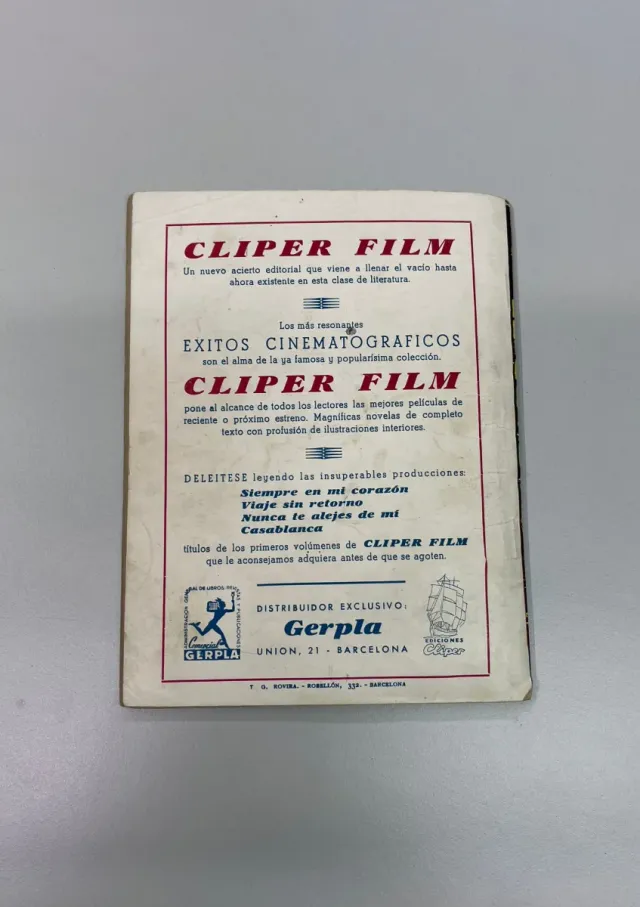 CLIPER FILM
Un nuevo acierto editorial que viene a llenar el vacío hasta
ahora existente en esta clase de literatura.
Los más resonantes
EXITOS CINEMATOGRAFICOS
son el alma de la ya famosa y popularísima colección.
CLIPER FILM
pone al alcance de todos los lectores las mejores películas de
reciente o próximo estreno. Magníficas novelas de completo
texto con profusión de ilustraciones interiores.
DELEITESE leyendo las insuperables producciones:
Siempre en mi corazón
Viaje sin retorno
Nunca te alejes de mí
Casablanca
títulos de los primeros volúmenes de CLIPER FILM
que le aconsejamos adquiera antes de que se agoten.
DISTRIBUIDOR EXCLUSIVO:
Gerpla
UNION, 21 - BARCELONA
Comercial
GERPLA
EDICIONES
Cliper
T. G. ROVIRA. - ROSELLÓN, 332. - BARCELONA